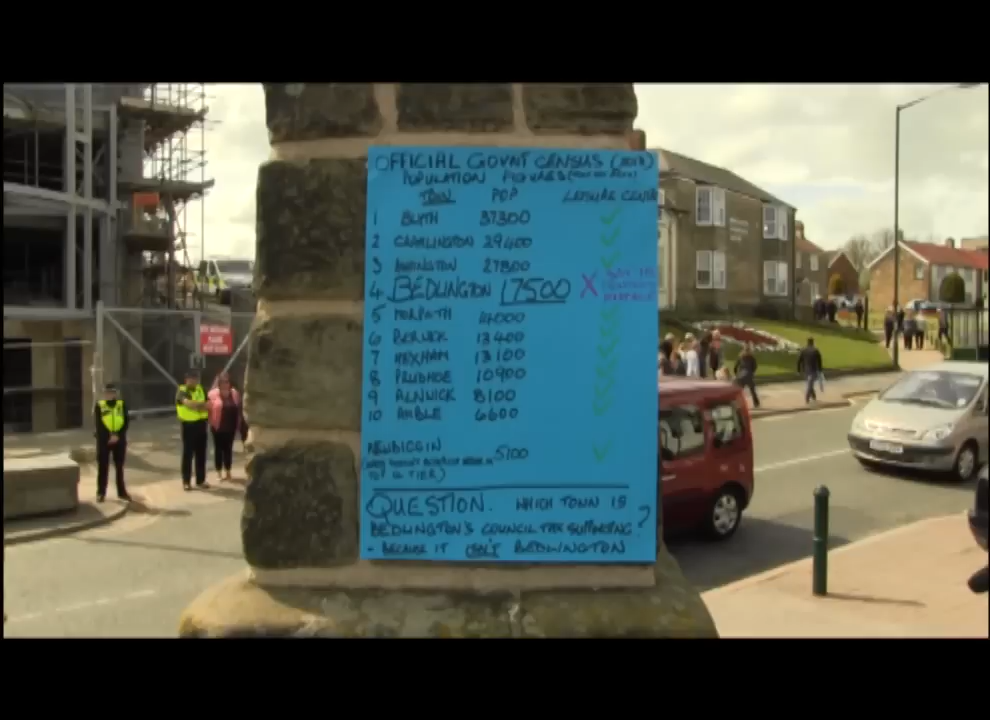 OFFICIAL GOVNT CENSUS
POPULATION FIGURES
TOWN POP LEISURE CENTRE
1 BLYTH 37300
2 CRAMLINGTON 29400
3 ASHINGTON 27800
4 BEDLINGTON 17500 X
5 MORPETH 14000
6 BERWICK 13400
7 HEXHAM 13100
8 PRUDHOE 10900
9 ALNWICK 8100
10 AMBLE 6600
NEWBIGGIN 5100
TIER)
QUESTION. WHICH TOWN IS
BEDLINGTON'S COUNCIL TAX SUPPORTING?
- BECAUSE IT ISN'T BEDLINGTON